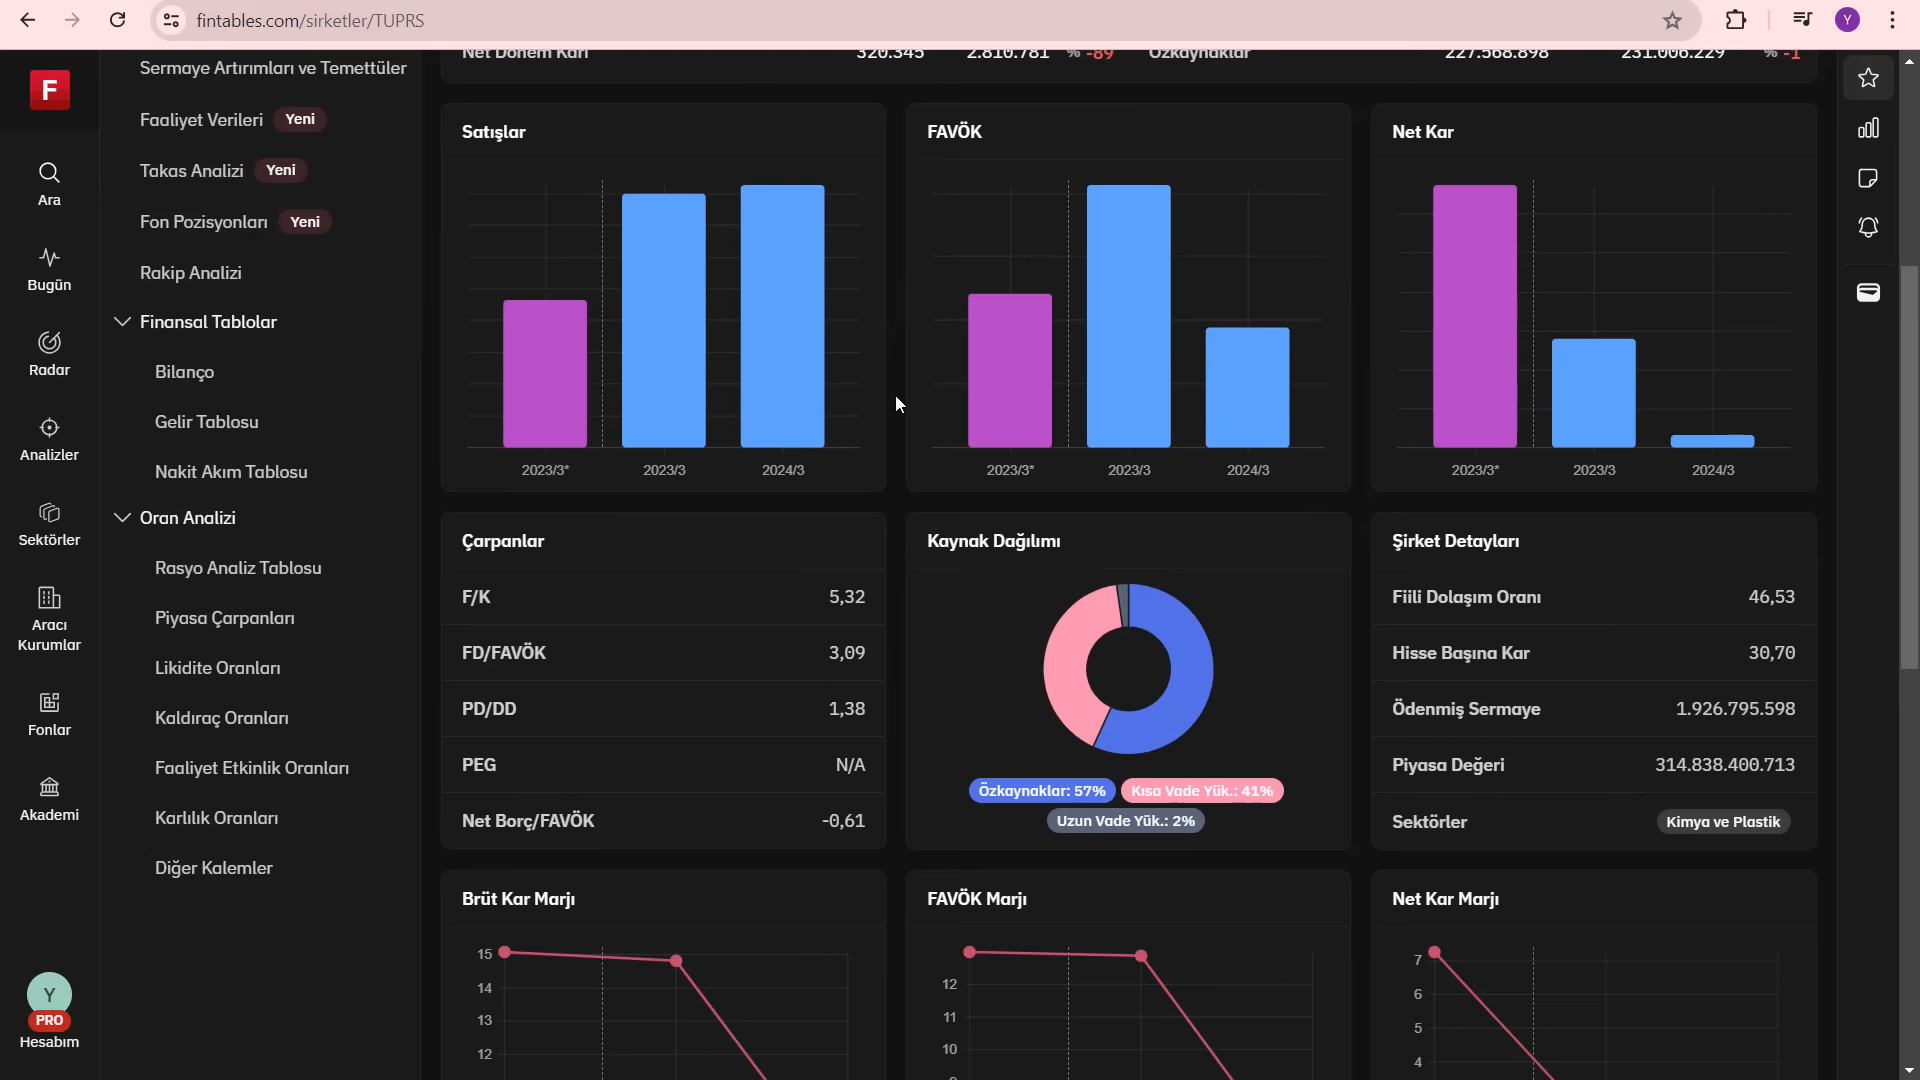 fintables.com/sirketler/TUPRS
Y
Net Dönem Karı 320.345 2.810.781 % -89 Özkaynaklar 227.568.898 231.006.229 % -1
F
Ara
Bugün
Radar
Analizler
Sektörler
Aracı
Kurumlar
Fonlar
Akademi
Y
PRO
Hesabım
Sermaye Artırımları ve Temettüler
Faaliyet Verileri Yeni
Takas Analizi Yeni
Fon Pozisyonları Yeni
Rakip Analizi
Finansal Tablolar
Bilanço
Gelir Tablosu
Nakit Akım Tablosu
Oran Analizi
Rasyo Analiz Tablosu
Piyasa Çarpanları
Likidite Oranları
Kaldıraç Oranları
Faaliyet Etkinlik Oranları
Karlılık Oranları
Diğer Kalemler
Satışlar
2023/3* 2023/3 2024/3
FAVÖK
2023/3* 2023/3 2024/3
Net Kar
2023/3* 2023/3 2024/3
Çarpanlar
F/K 5,32
FD/FAVÖK 3,09
PD/DD 1,38
PEG N/A
Net Borç/FAVÖK -0,61
Kaynak Dağılımı
Özkaynaklar: 57% Kısa Vade Yük.: 41%
Uzun Vade Yük.: 2%
Şirket Detayları
Fiili Dolaşım Oranı 46,53
Hisse Başına Kar 30,70
Ödenmiş Sermaye 1.926.795.598
Piyasa Değeri 314.838.400.713
Sektörler Kimya ve Plastik
Brüt Kar Marjı
15
14
13
12
FAVÖK Marjı
12
11
10
Net Kar Marjı
7
6
5
4